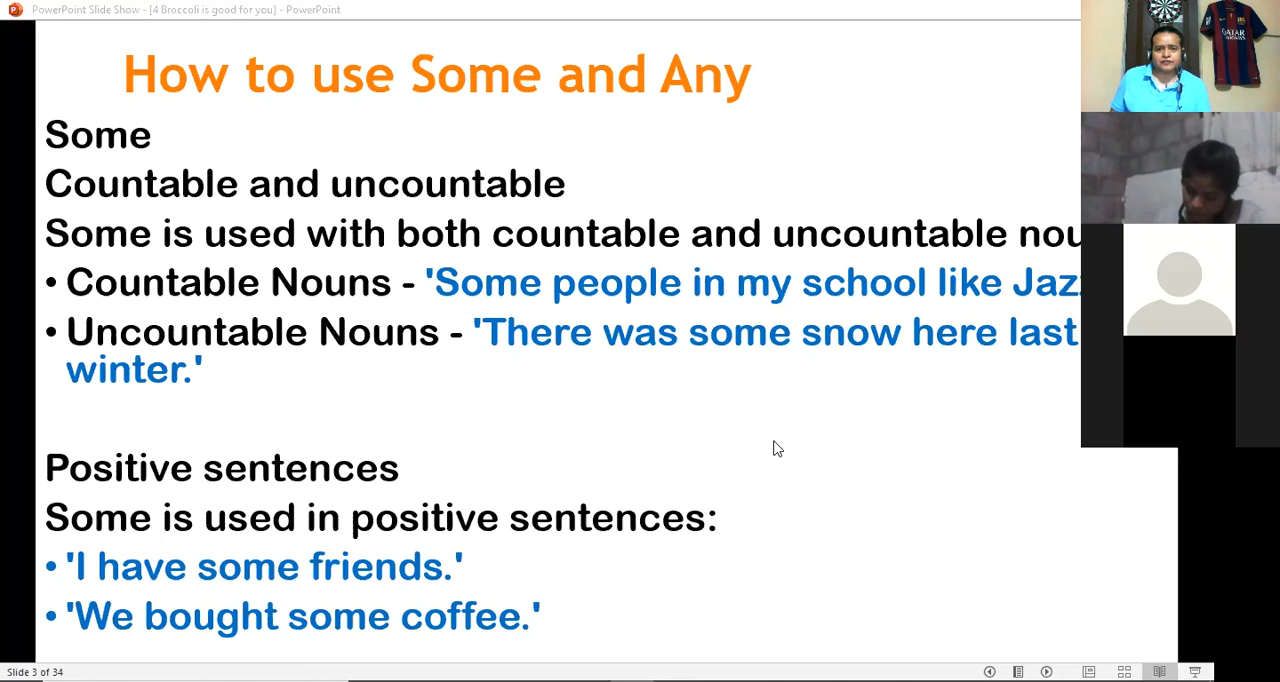 PowerPoint Slide Show - [4 Broccoli is good for you] - PowerPoint
How to use Some and Any
Some
Countable and uncountable
Some is used with both countable and uncountable
• Countable Nouns - 'Some people in my school like
• Uncountable Nouns - 'There was some snow here last
winter.'
Positive sentences
Some is used in positive sentences:
• 'I have some friends.'
• 'We bought some coffee.'
Slide 3 of 34
QATAR
AIRWAYS